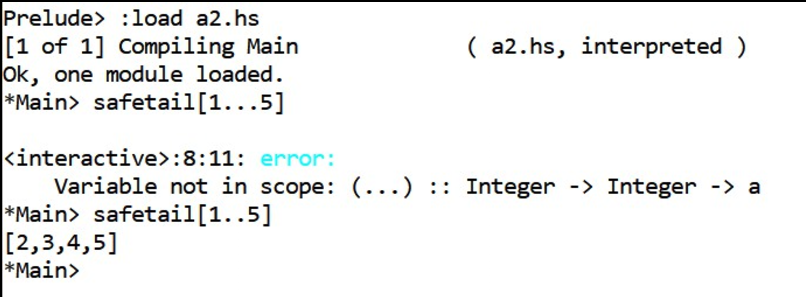 Prelude> :load a2.hs
[1 of 1] Compiling Main             ( a2.hs, interpreted )
Ok, one module loaded.
*Main> safetail[1...5]
<interactive>:8:11: error:
    Variable not in scope: (...) :: Integer -> Integer -> a
*Main> safetail[1..5]
[2,3,4,5]
*Main>